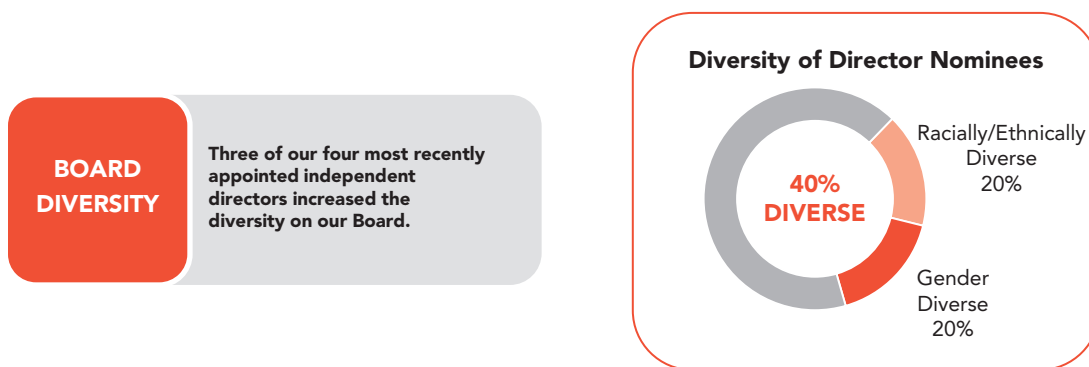 BOARD
DIVERSITY
Three of our four most recently
appointed independent
directors increased the
diversity on our Board.
Diversity of Director Nominees
40%
DIVERSE
Racially/Ethnically
Diverse
20%
Gender
Diverse
20%